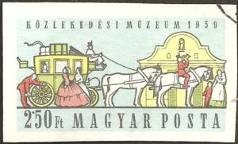 KÖZLEKEDÉSI MÚZEUM 1959
2·50 Ft MAGYAR POSTA